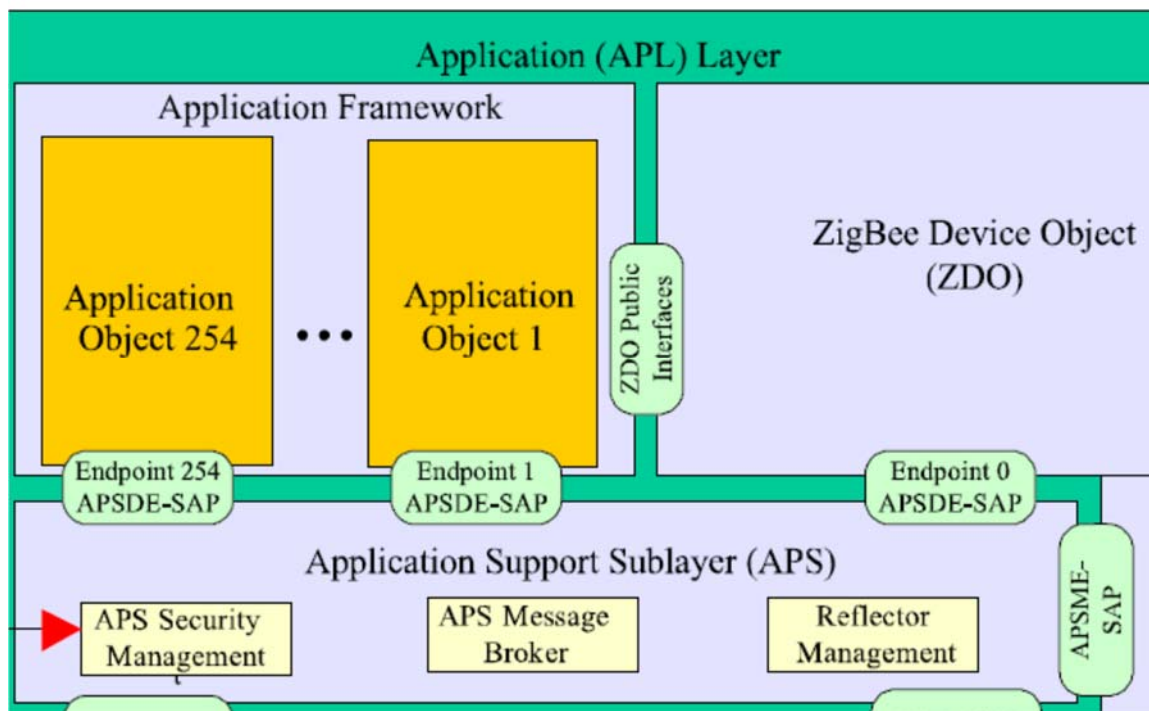 Application (APL) Layer
Application Framework
Application
Object 254
...
Application
Object 1
ZDO Public
Interfaces
ZigBee Device Object
(ZDO)
Endpoint 254
APSDE-SAP
Endpoint 1
APSDE-SAP
Endpoint 0
APSDE-SAP
Application Support Sublayer (APS)
APS Security
Management
APS Message
Broker
Reflector
Management
APSME-
SAP